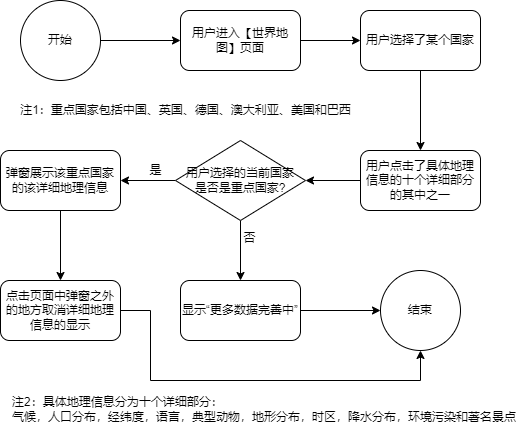 开始
用户进入【世界地
图】页面
用户选择了某个国家
注1：重点国家包括中国、英国、德国、澳大利亚、美国和巴西
用户点击了具体地理
信息的十个详细部分
的其中之一
用户选择的当前国家
是否是重点国家？
是
弹窗展示该重点国家
的该详细地理信息
否
点击页面中弹窗之外
的地方取消详细地理
信息的显示
显示“更多数据完善中”
结束
注2：具体地理信息分为十个详细部分：
气候，人口分布，经纬度，语言，典型动物，地形分布，时区，降水分布，环境污染和著名景点